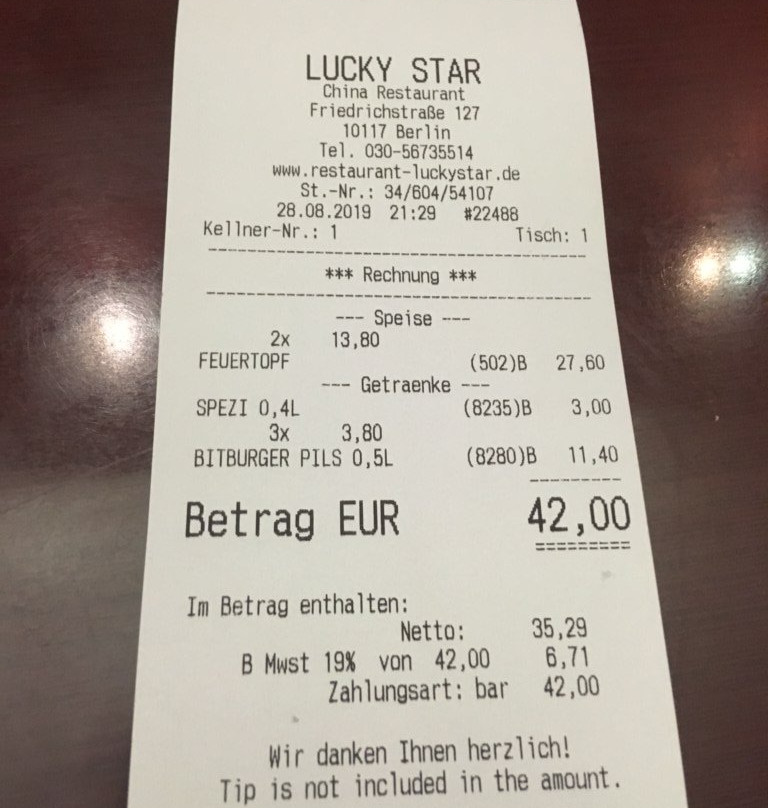 LUCKY STAR
China Restaurant
Friedrichstraße 127
10117 Berlin
Tel. 030-56735514
www.restaurant-luckystar.de
St.-Nr.: 34/604/54107
28.08.2019 21:29 #22488
Kellner-Nr.: 1 Tisch: 1
*** Rechnung ***
--- Speise ---
2x 13,80
FEUERTOPF (502)B 27,60
--- Getraenke ---
SPEZI 0,4L (8235)B 3,00
3x 3,80
BITBURGER PILS 0,5L (8280)B 11,40
Betrag EUR 42,00
Im Betrag enthalten:
Netto: 35,29
B Mwst 19% von 42,00 6,71
Zahlungsart: bar 42,00
Wir danken Ihnen herzlich!
Tip is not included in the amount.